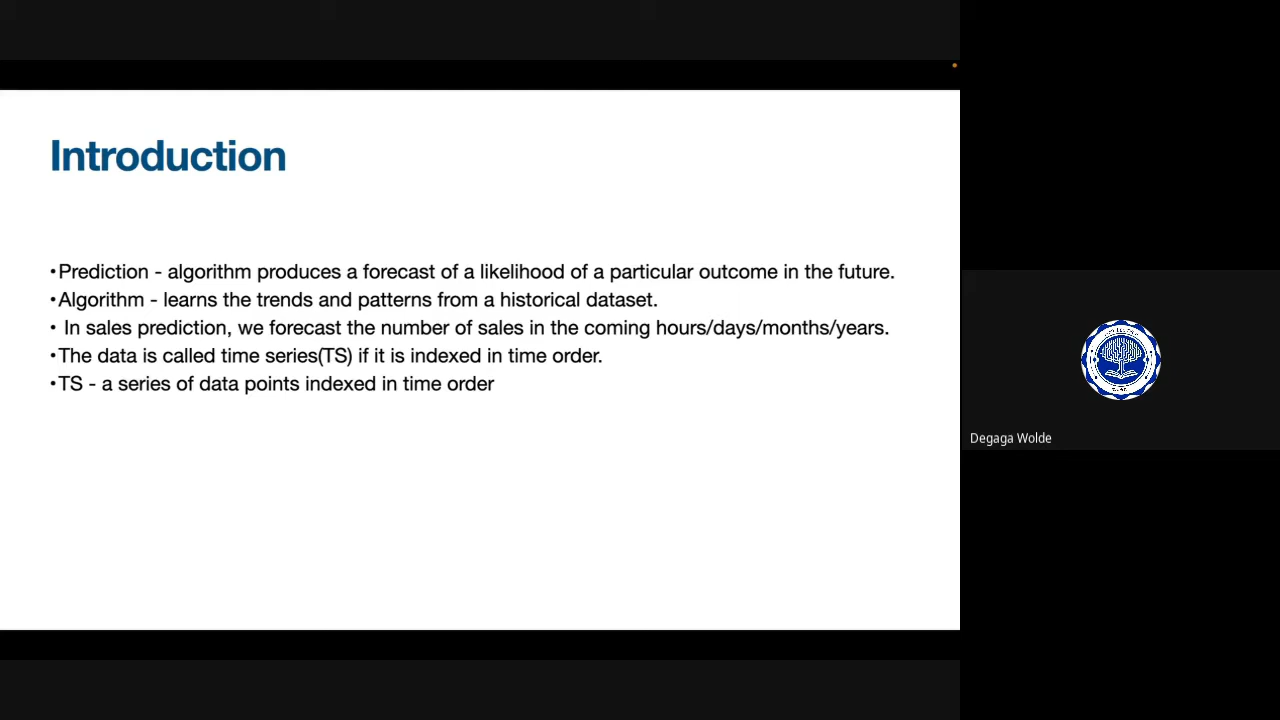 Introduction
•Prediction - algorithm produces a forecast of a likelihood of a particular outcome in the future.
•Algorithm - learns the trends and patterns from a historical dataset.
• In sales prediction, we forecast the number of sales in the coming hours/days/months/years.
•The data is called time series(TS) if it is indexed in time order.
•TS - a series of data points indexed in time order
Degaga Wolde